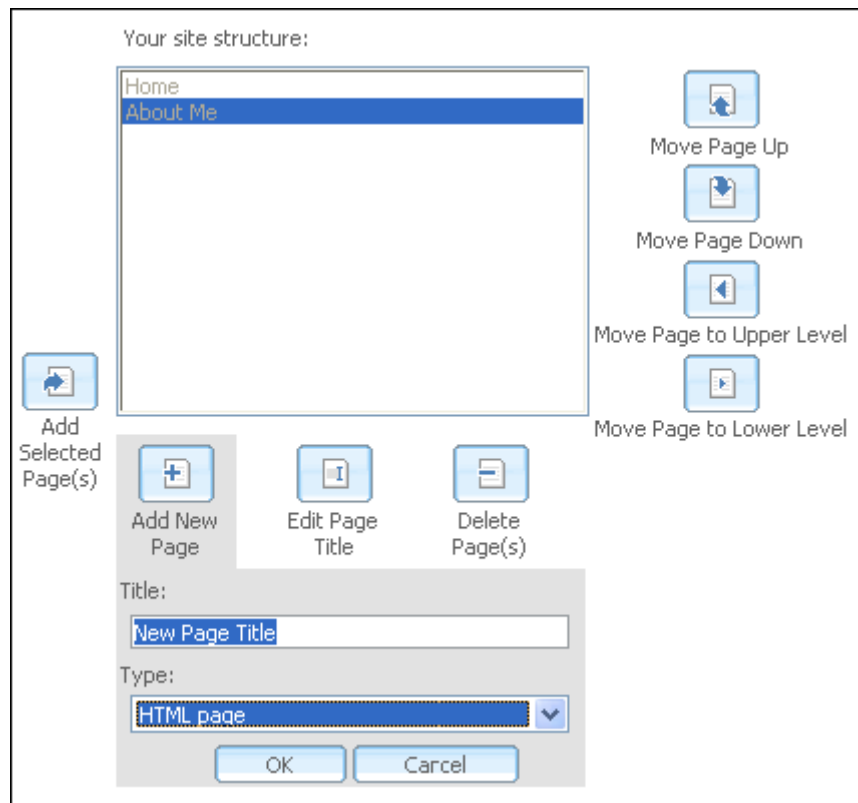 Your site structure:
Home
About Me
Move Page Up
Move Page Down
Move Page to Upper Level
Move Page to Lower Level
Add
Selected
Page(s)
Add New
Page
Edit Page
Title
Delete
Page(s)
Title:
New Page Title
Type:
HTML page
OK
Carcel